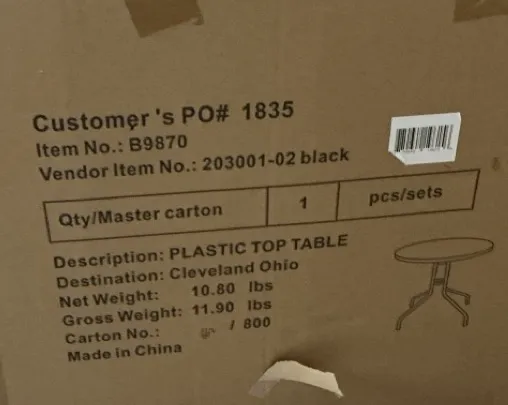 Customer's PO# 1835
Item No.: B9870
Vendor Item No.: 203001-02 black
Qty/Master carton 1 pcs/sets
Description: PLASTIC TOP TABLE
Destination: Cleveland Ohio
Net Weight: 10.80 lbs
Gross Weight: 11.90 lbs
Carton No.: / 800
Made in China